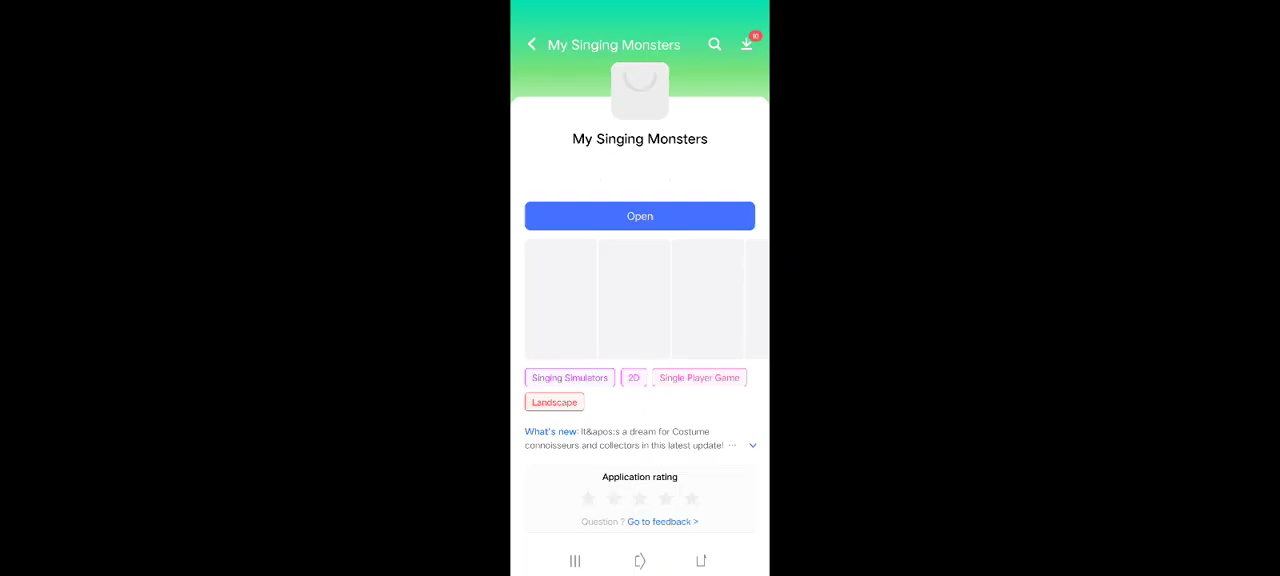 My Singing Monsters
10
My Singing Monsters
Open
Singing Simulators 2D Single Player Game
Landscape
What's new: It&apos;s a dream for Costume
connoisseurs and collectors in this latest update! ···
Application rating
Question ? Go to feedback >